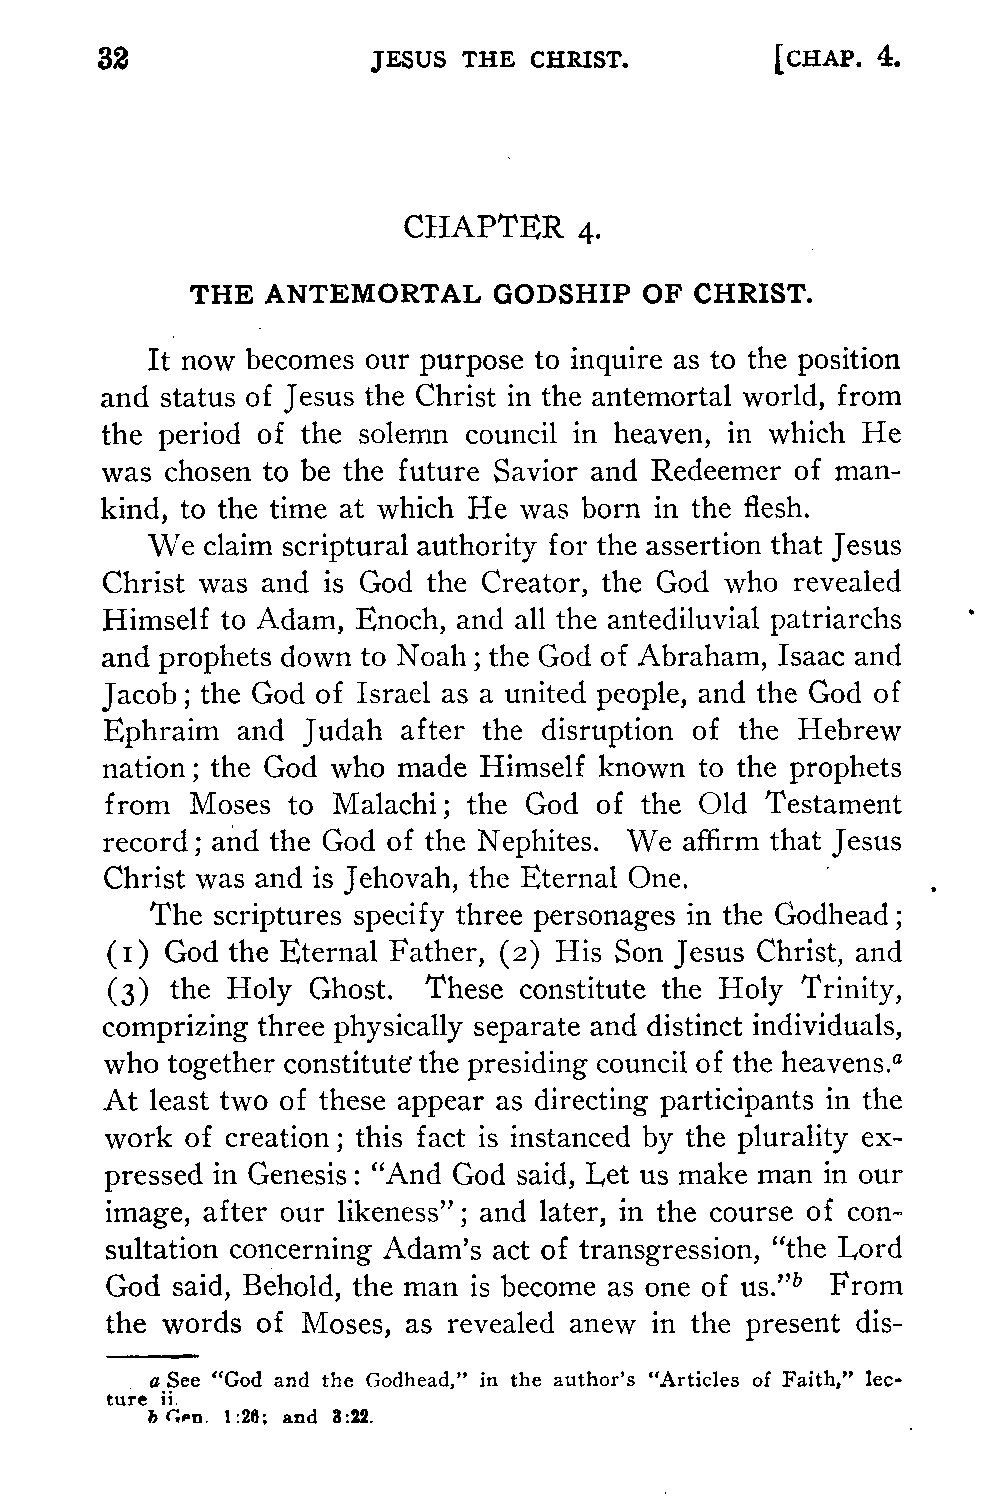 32 JESUS THE CHRIST. [CHAP. 4.
CHAPTER 4.
THE ANTEMORTAL GODSHIP OF CHRIST.
It now becomes our purpose to inquire as to the position
and status of Jesus the Christ in the antemortal world, from
the period of the solemn council in heaven, in which He
was chosen to be the future Savior and Redeemer of man-
kind, to the time at which He was born in the flesh.
We claim scriptural authority for the assertion that Jesus
Christ was and is God the Creator, the God who revealed
Himself to Adam, Enoch, and all the antediluvial patriarchs
and prophets down to Noah; the God of Abraham, Isaac and
Jacob; the God of Israel as a united people, and the God of
Ephraim and Judah after the disruption of the Hebrew
nation; the God who made Himself known to the prophets
from Moses to Malachi; the God of the Old Testament
record; and the God of the Nephites. We affirm that Jesus
Christ was and is Jehovah, the Eternal One.
The scriptures specify three personages in the Godhead;
(1) God the Eternal Father, (2) His Son Jesus Christ, and
(3) the Holy Ghost. These constitute the Holy Trinity,
comprizing three physically separate and distinct individuals,
who together constitute the presiding council of the heavens.a
At least two of these appear as directing participants in the
work of creation; this fact is instanced by the plurality ex-
pressed in Genesis: “And God said, Let us make man in our
image, after our likeness”; and later, in the course of con-
sultation concerning Adam's act of transgression, “the Lord
God said, Behold, the man is become as one of us.”b From
the words of Moses, as revealed anew in the present dis-
a See “God and the Godhead,” in the author's “Articles of Faith,” lec-
ture ii.
b Gen. 1:26; and 3:22.